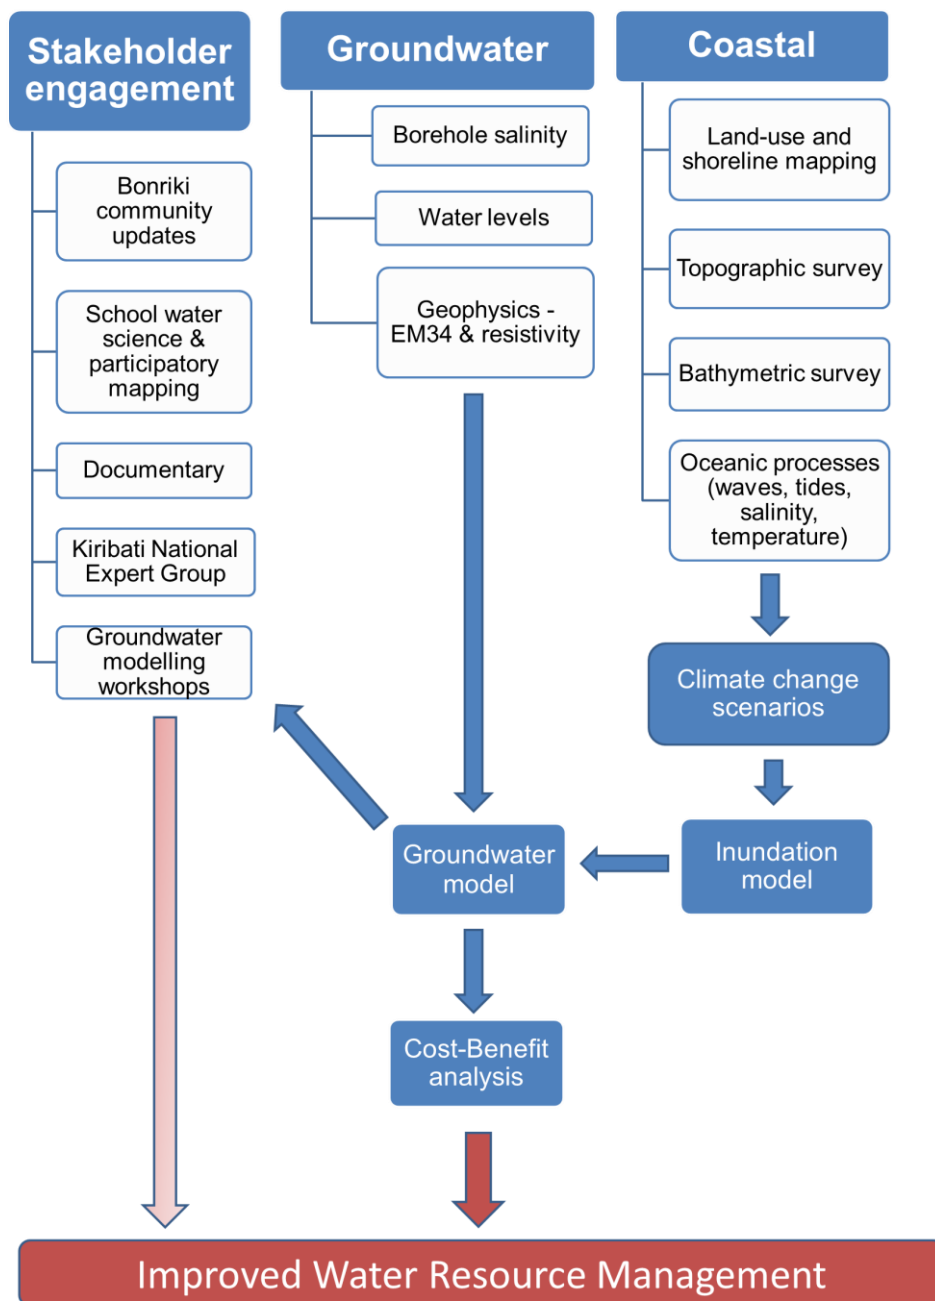 Stakeholder
engagement
Bonriki
community
updates
School water
science &
participatory
mapping
Documentary
Kiribati National
Expert Group
Groundwater
modelling
workshops
Groundwater
Borehole salinity
Water levels
Geophysics -
EM34 & resistivity
Coastal
Land-use and
shoreline mapping
Topographic survey
Bathymetric survey
Oceanic processes
(waves, tides,
salinity,
temperature)
Climate change
scenarios
Inundation
model
Groundwater
model
Cost-Benefit
analysis
Improved Water Resource Management